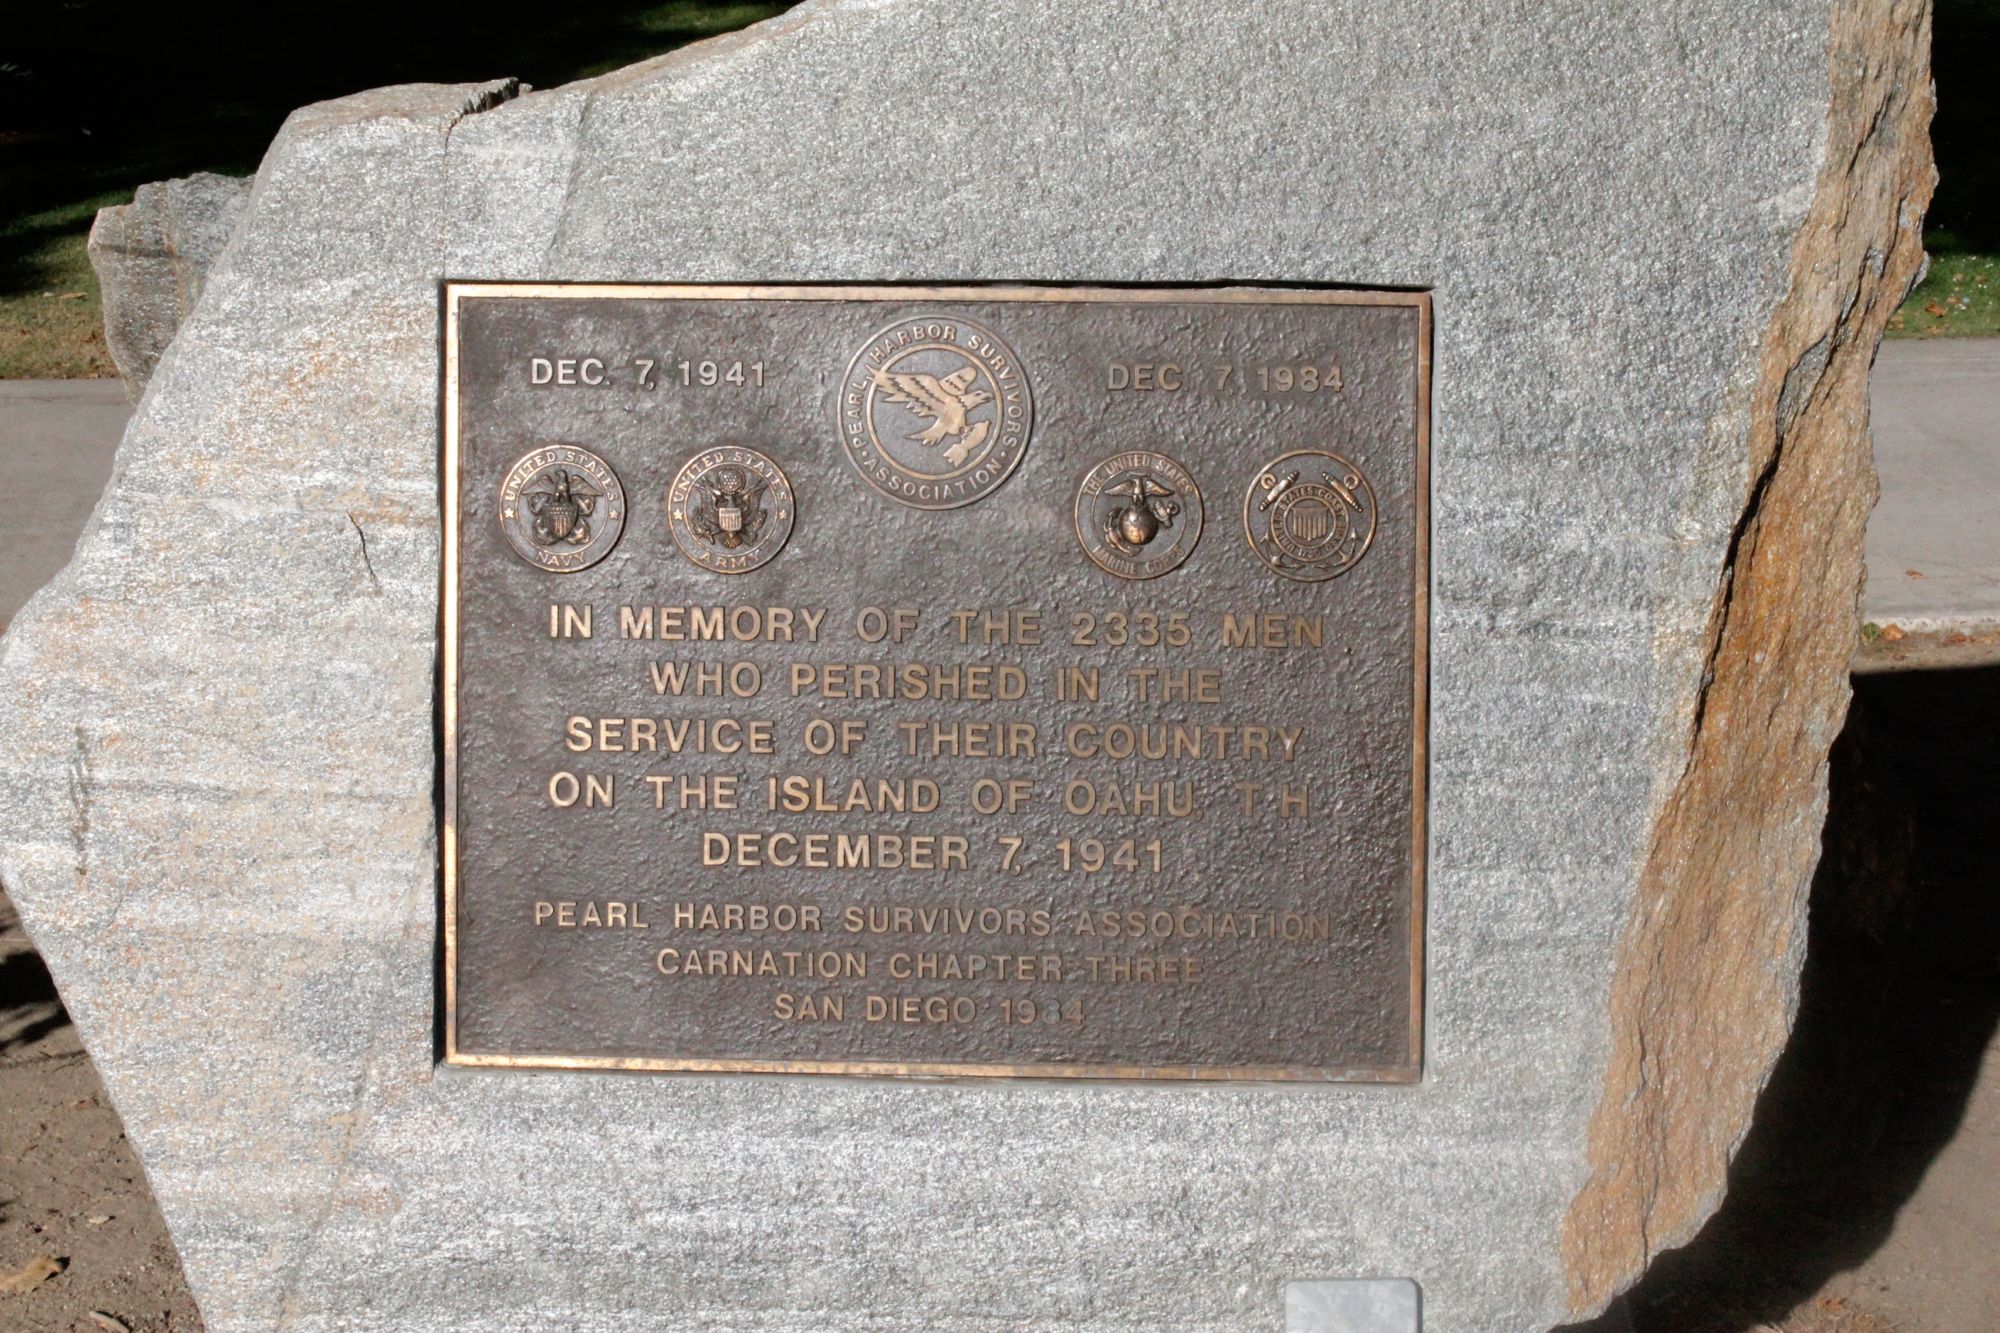 DEC. 7, 1941
PEARL HARBOR SURVIVORS
• ASSOCIATION •
DEC 7, 1984
UNITED STATES
NAVY
UNITED STATES
ARMY
THE UNITED STATES
MARINE CORPS
IN MEMORY OF THE 2335 MEN
WHO PERISHED IN THE
SERVICE OF THEIR COUNTRY
ON THE ISLAND OF OAHU, T H
DECEMBER 7, 1941
PEARL HARBOR SURVIVORS ASSOCIATION
CARNATION CHAPTER THREE
SAN DIEGO 1984